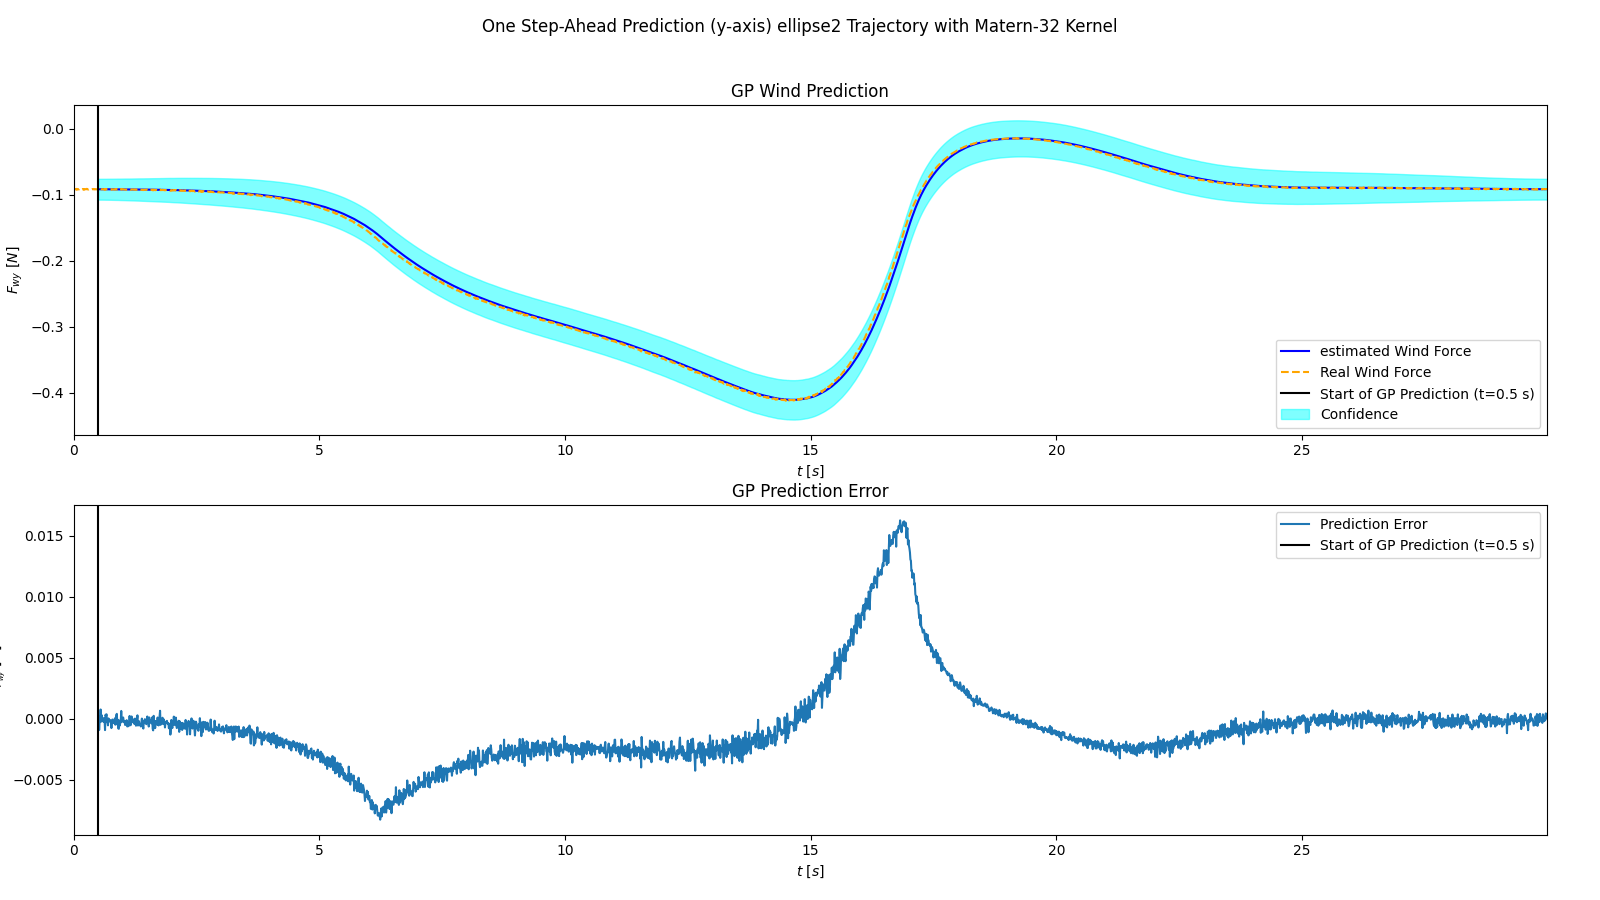 One Step-Ahead Prediction (y-axis) ellipse2 Trajectory with Matern-32 Kernel
GP Wind Prediction
0.0
−0.1
−0.2
−0.3
−0.4
F_wy [N]
estimated Wind Force
Real Wind Force
Start of GP Prediction (t=0.5 s)
Confidence
0 5 10 15 20 25
t [s]
GP Prediction Error
0.015
0.010
0.005
0.000
−0.005
Prediction Error
Start of GP Prediction (t=0.5 s)
0 5 10 15 20 25
t [s]